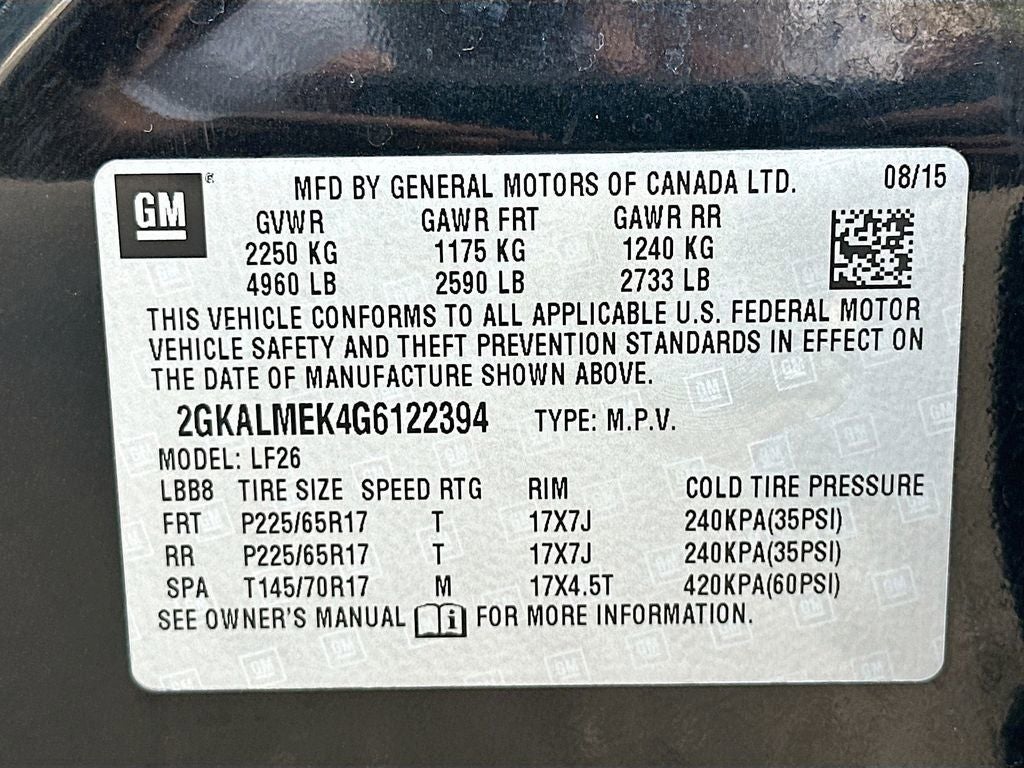 GM MFD BY GENERAL MOTORS OF CANADA LTD. 08/15
GVWR GAWR FRT GAWR RR
2250 KG 1175 KG 1240 KG
4960 LB 2590 LB 2733 LB
THIS VEHICLE CONFORMS TO ALL APPLICABLE U.S. FEDERAL MOTOR
VEHICLE SAFETY AND THEFT PREVENTION STANDARDS IN EFFECT ON
THE DATE OF MANUFACTURE SHOWN ABOVE.
2GKALMEK4G6122394 TYPE: M.P.V.
MODEL: LF26
LBB8 TIRE SIZE SPEED RTG RIM COLD TIRE PRESSURE
FRT P225/65R17 T 17X7J 240KPA(35PSI)
RR P225/65R17 T 17X7J 240KPA(35PSI)
SPA T145/70R17 M 17X4.5T 420KPA(60PSI)
SEE OWNER'S MANUAL i FOR MORE INFORMATION.